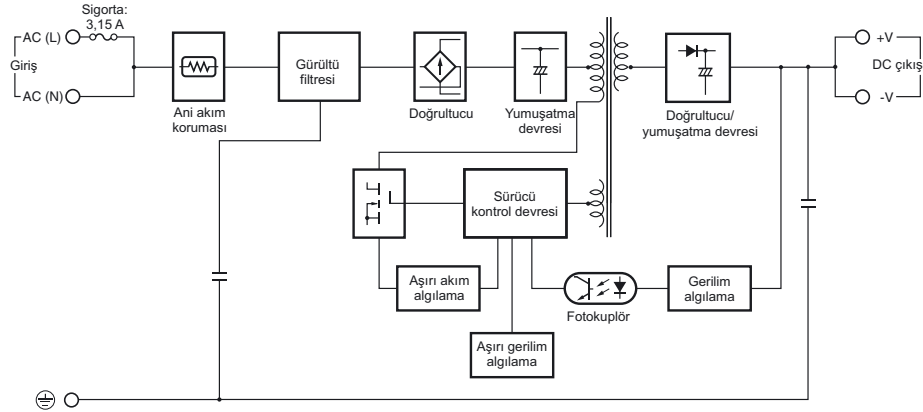 Sigorta:
3,15 A
AC (L)
Giriş
AC (N)
Ani akım
koruması
Gürültü
filtresi
Doğrultucu
Yumuşatma
devresi
Doğrultucu/
yumuşatma devresi
+V
DC çıkış
-V
Sürücü
kontrol devresi
Aşırı akım
algılama
Fotokuplör
Gerilim
algılama
Aşırı gerilim
algılama